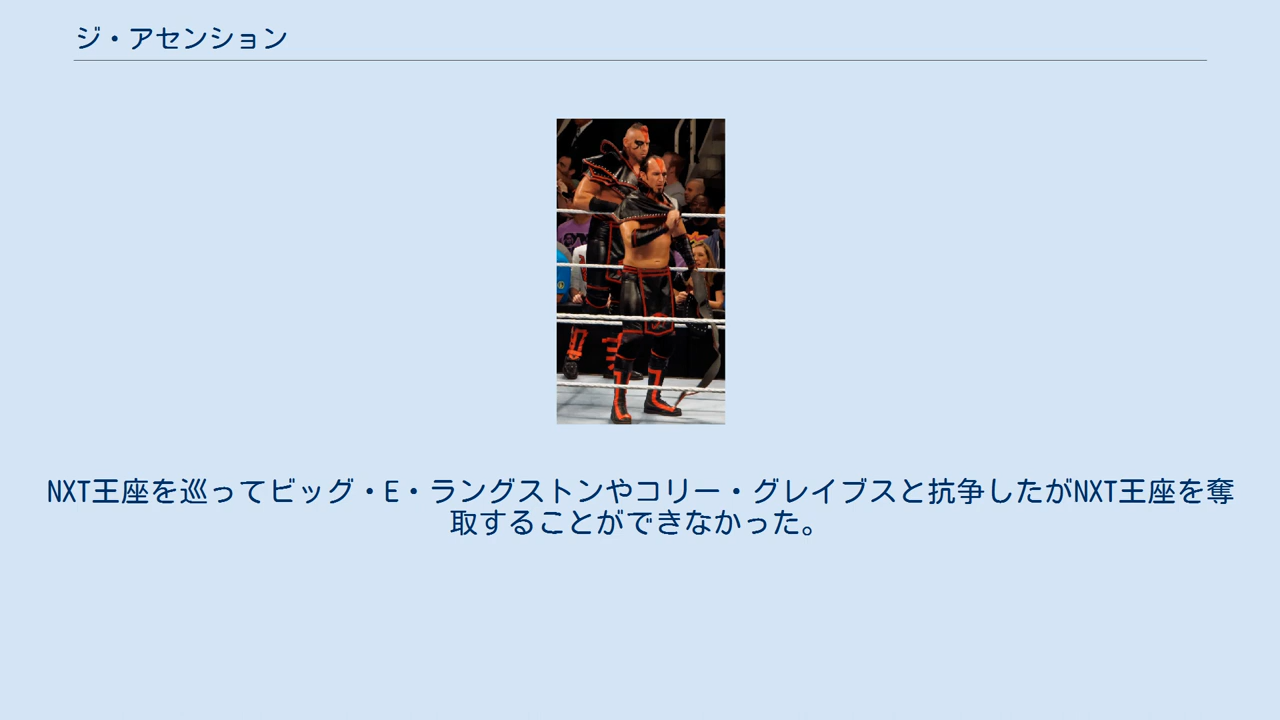 ジ・アセンション
NXT王座を巡ってビッグ・E・ラングストンやコリー・グレイブスと抗争したがNXT王座を奪
取することができなかった。